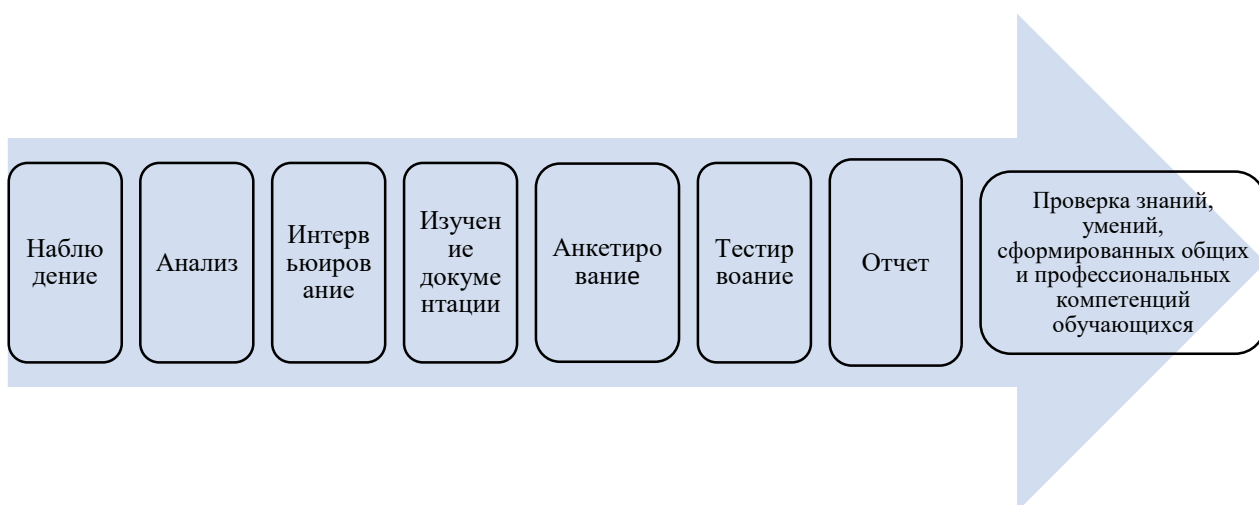 Наблю
дение
Анализ
Интерв
ьюиров
ание
Изучен
ие
докуме
нтации
Анкетиро
вание
Тестир
воание
Отчет
Проверка знаний,
умений,
сформированных общих
и профессиональных
компетенций
обучающихся